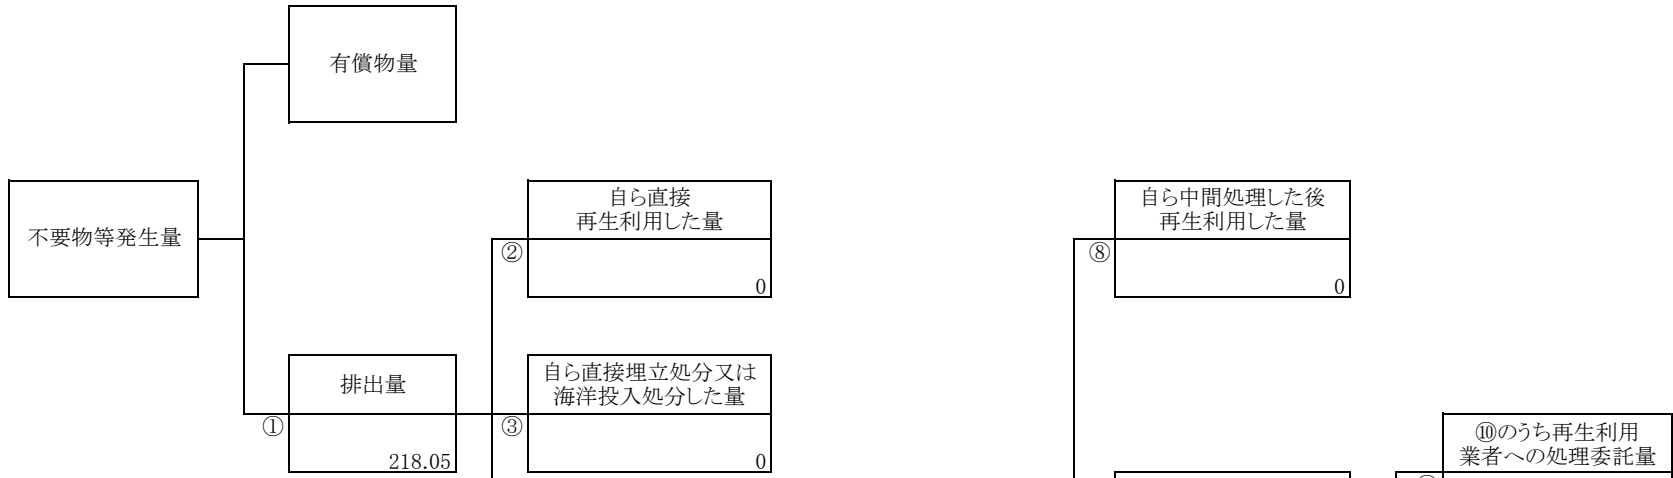 有償物量
不要物等発生量
自ら直接
再生利用した量
②
0
自ら中間処理した後
再生利用した量
⑧
0
排出量
①
218.05
自ら直接埋立処分又は
海洋投入処分した量
③
0
⑩のうち再生利用
業者への処理委託量